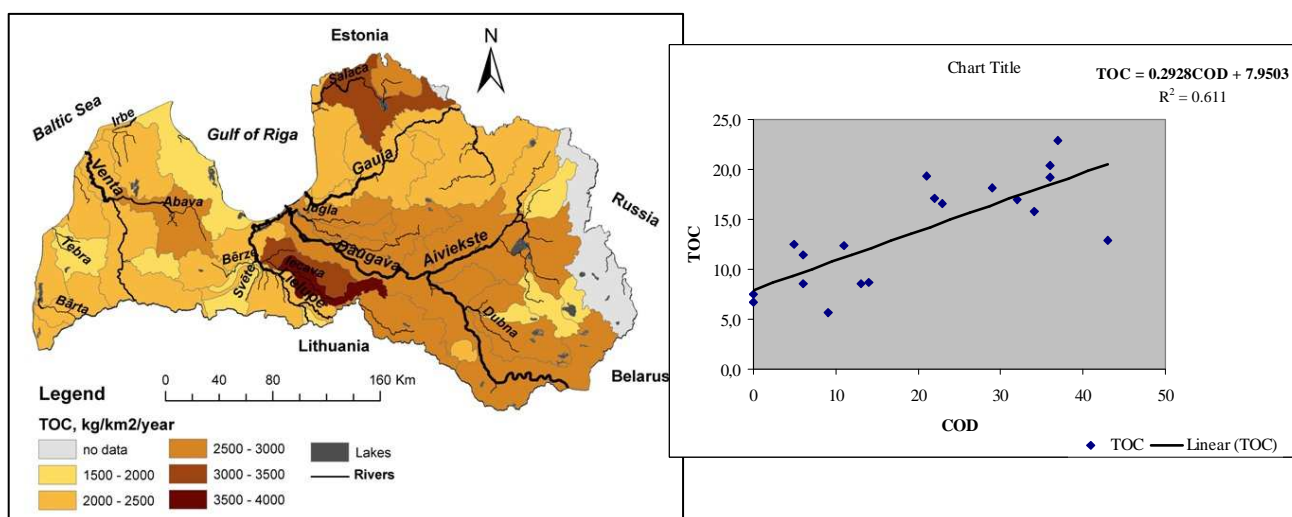 Estonia
N
Salaca
Baltic Sea
Irbe
Gulf of Riga
Gauja
Venta
Abava
Jugla
Russia
Tebra
Bērze
Iecava
Daugava
Aiviekste
Svēte
Ielupe
Bārta
Dubna
Lithuania
Belarus
0 40 80 160 Km
Legend
TOC, kg/km2/year
no data
1500 - 2000
2000 - 2500
2500 - 3000
3000 - 3500
3500 - 4000
Lakes
Rivers
Chart Title
TOC = 0.2928COD + 7.9503
R² = 0.611
25,0
20,0
15,0
10,0
5,0
0,0
TOC
0 10 20 30 40 50
COD
TOC Linear (TOC)